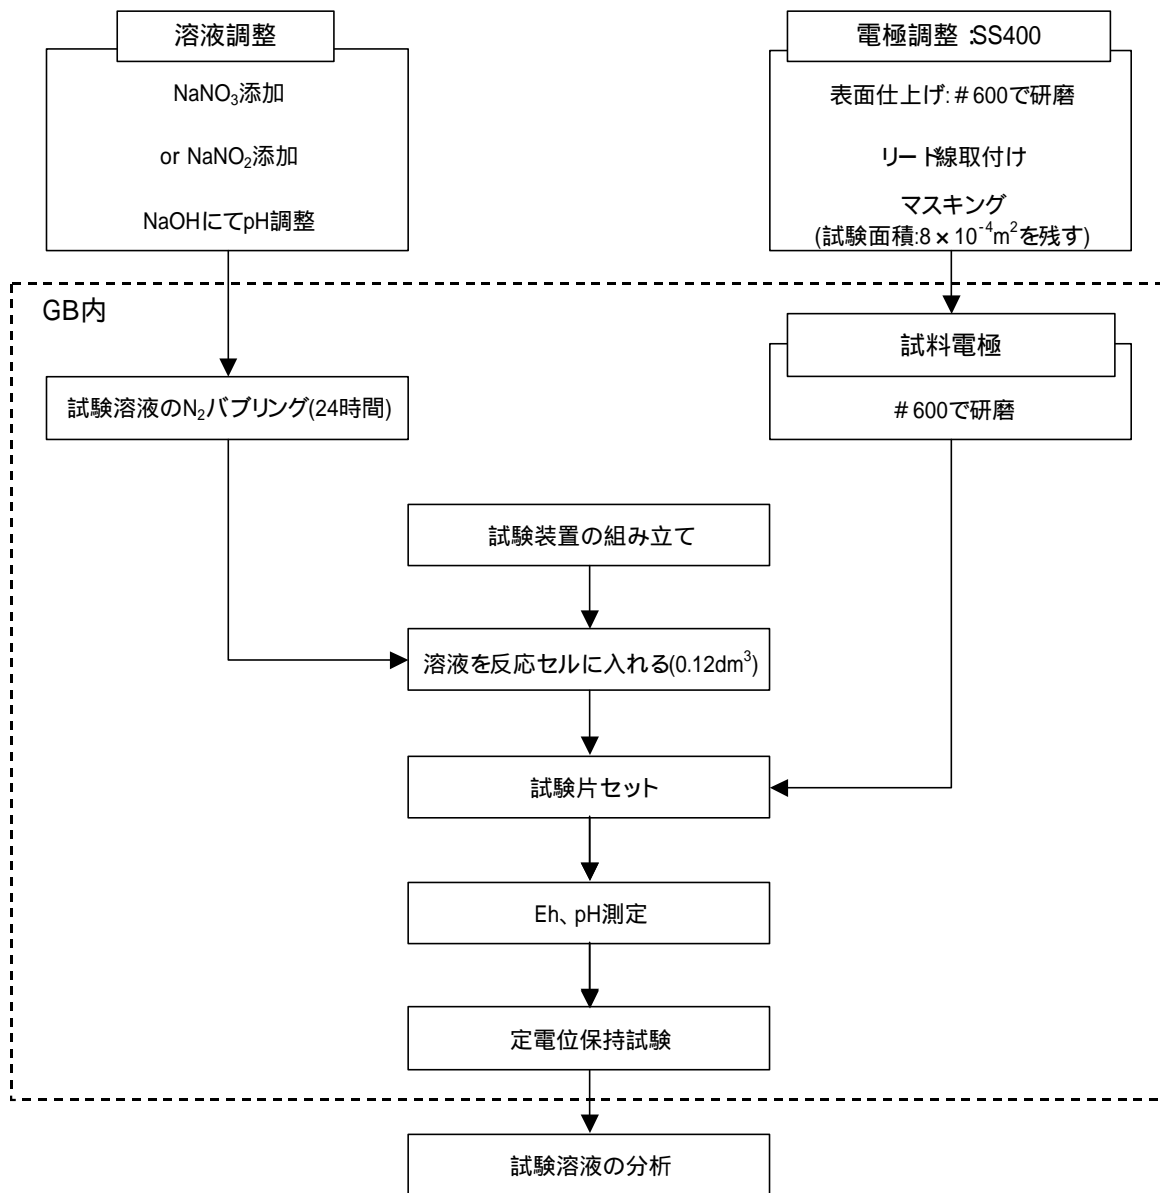 溶液調整
NaNO₃添加
or NaNO₂添加
NaOHにてpH調整
電極調整:SS400
表面仕上げ:#600で研磨
リード線取付け
マスキング
(試験面積:8×10⁻⁴m²を残す)
GB内
試験溶液のN₂バブリング(24時間)
試料電極
#600で研磨
試験装置の組み立て
溶液を反応セルに入れる(0.12dm³)
試験片セット
Eh、pH測定
定電位保持試験
試験溶液の分析